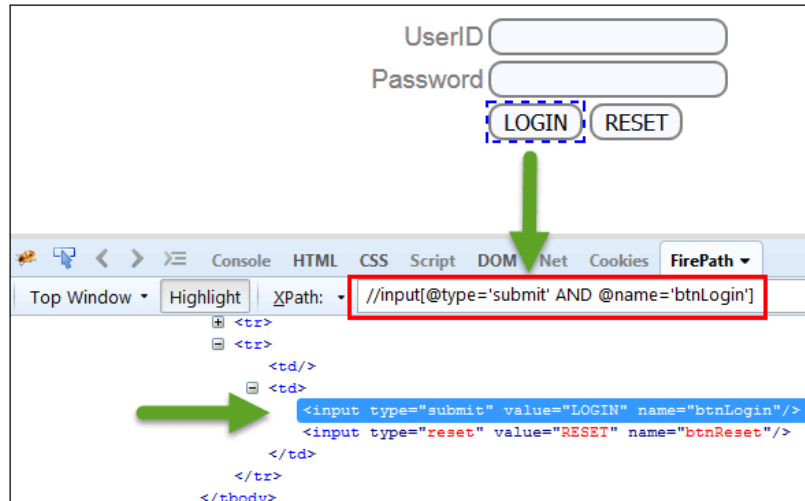 UserID
Password
LOGIN RESET
Console HTML CSS Script DOM Net Cookies FirePath
Top Window Highlight XPath: //input[@type='submit' AND @name='btnLogin']
<tr>
<tr>
<td/>
<td>
<input type="submit" value="LOGIN" name="btnLogin"/>
<input type="reset" value="RESET" name="btnReset"/>
</td>
</tr>
</tbody>